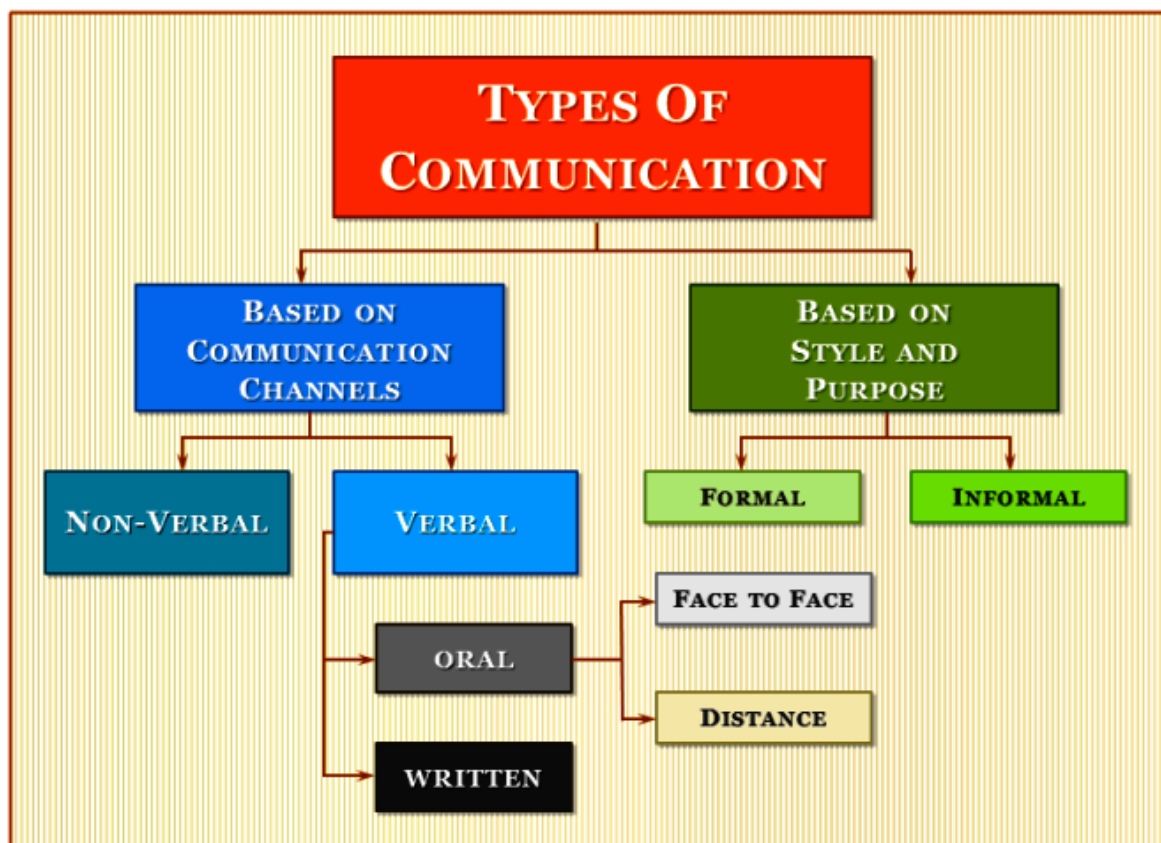 TYPES OF
COMMUNICATION
BASED ON
COMMUNICATION
CHANNELS
BASED ON
STYLE AND
PURPOSE
NON-VERBAL
VERBAL
FORMAL
INFORMAL
FACE TO FACE
ORAL
DISTANCE
WRITTEN